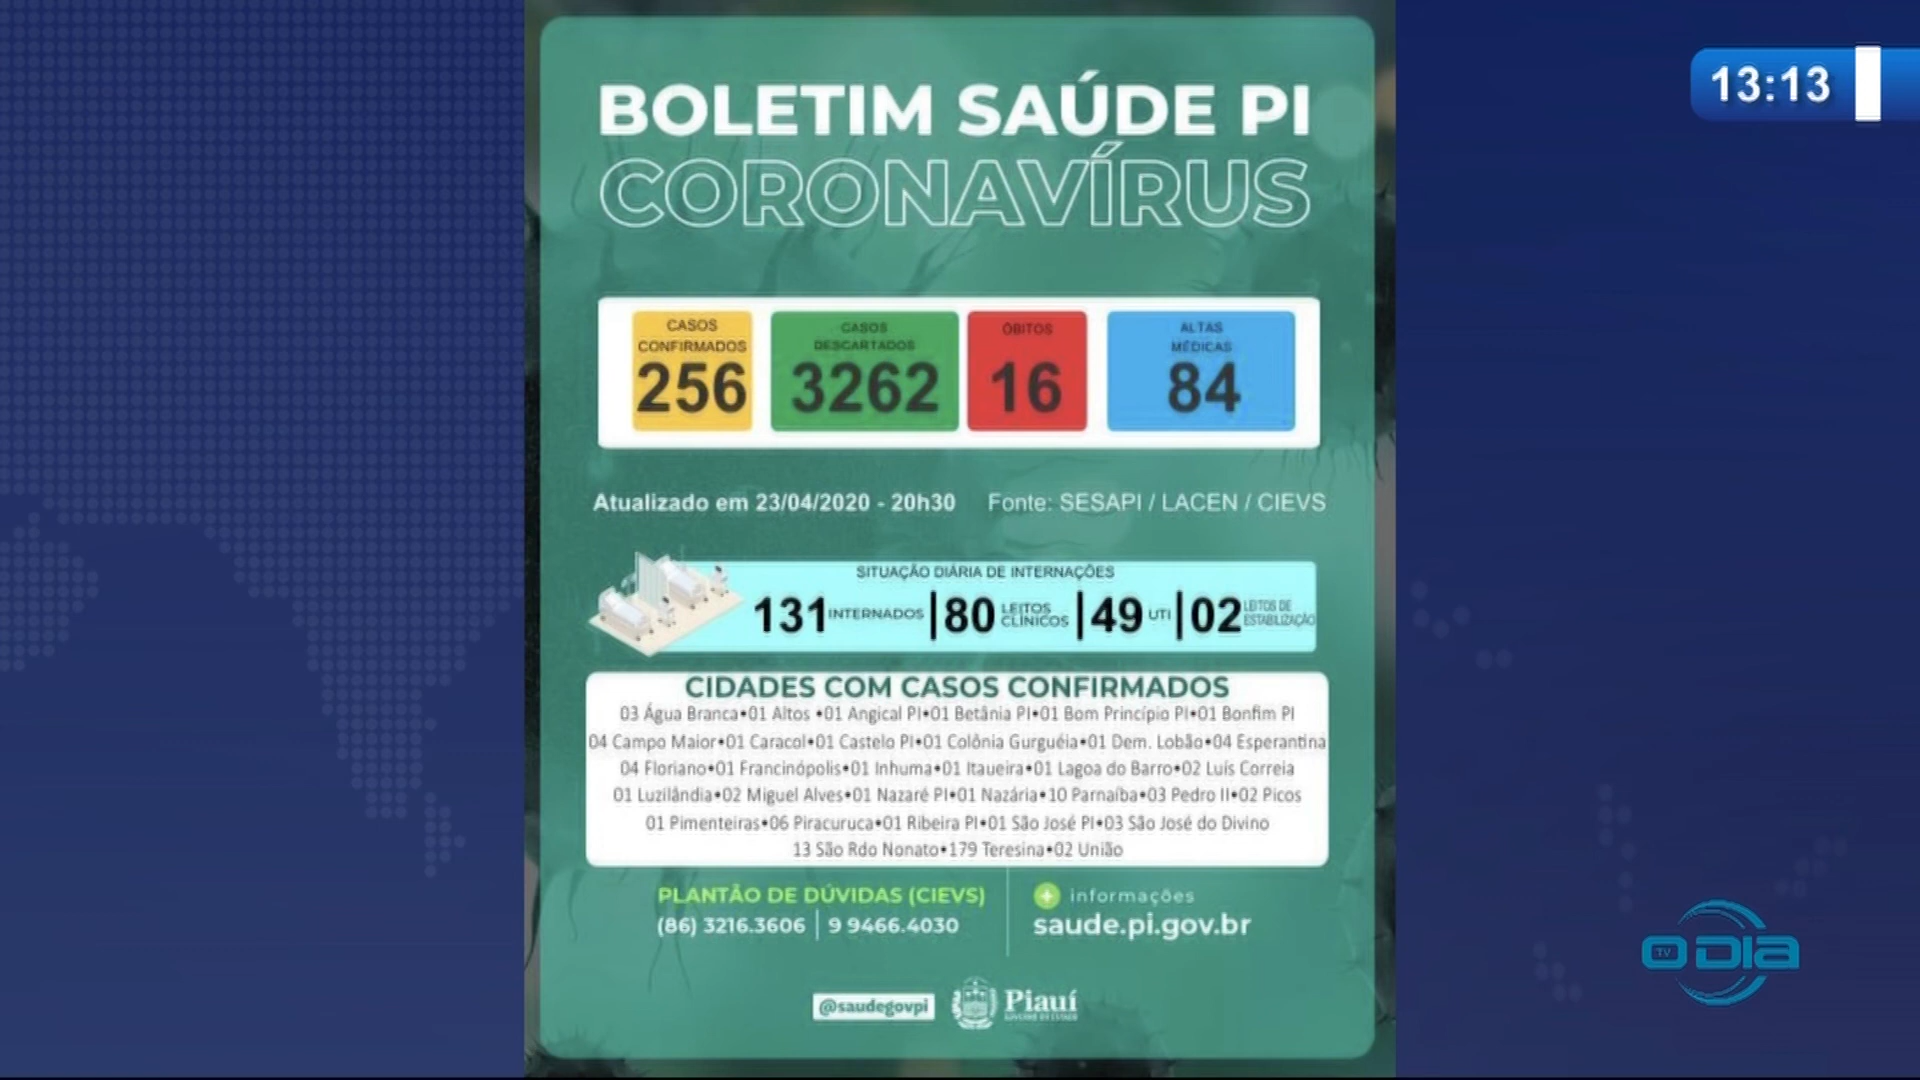 13:13
BOLETIM SAÚDE PI
CORONAVÍRUS
CASOS CONFIRMADOS
256
CASOS DESCARTADOS
3262
ÓBITOS
16
ALTAS MÉDICAS
84
Atualizado em 23/04/2020 - 20h30 Fonte: SESAPI / LACEN / CIEVS
SITUAÇÃO DIÁRIA DE INTERNAÇÕES
131 INTERNADOS | 80 LEITOS CLÍNICOS | 49 UTI | 02 LEITOS DE ESTABILIZAÇÃO
CIDADES COM CASOS CONFIRMADOS
03 Água Branca•01 Altos •01 Angical PI•01 Betânia PI•01 Bom Princípio PI•01 Bonfim PI
04 Campo Maior•01 Caracol•01 Castelo PI•01 Colônia Gurguéia•01 Dem. Lobão•04 Esperantina
04 Floriano•01 Francinópolis•01 Inhuma•01 Itaueira•01 Lagoa do Barro•02 Luís Correia
01 Luzilândia•02 Miguel Alves•01 Nazaré PI•01 Nazária•10 Parnaíba•03 Pedro II•02 Picos
01 Pimenteiras•06 Piracuruca•01 Ribeira PI•01 São José PI•03 São José do Divino
13 São Rdo Nonato•179 Teresina•02 União
PLANTÃO DE DÚVIDAS (CIEVS)
(86) 3216.3606 | 9 9466.4030
+ informações
saude.pi.gov.br
@saudegovpi
Piauí
GOVERNO DO ESTADO
O DIA
TV